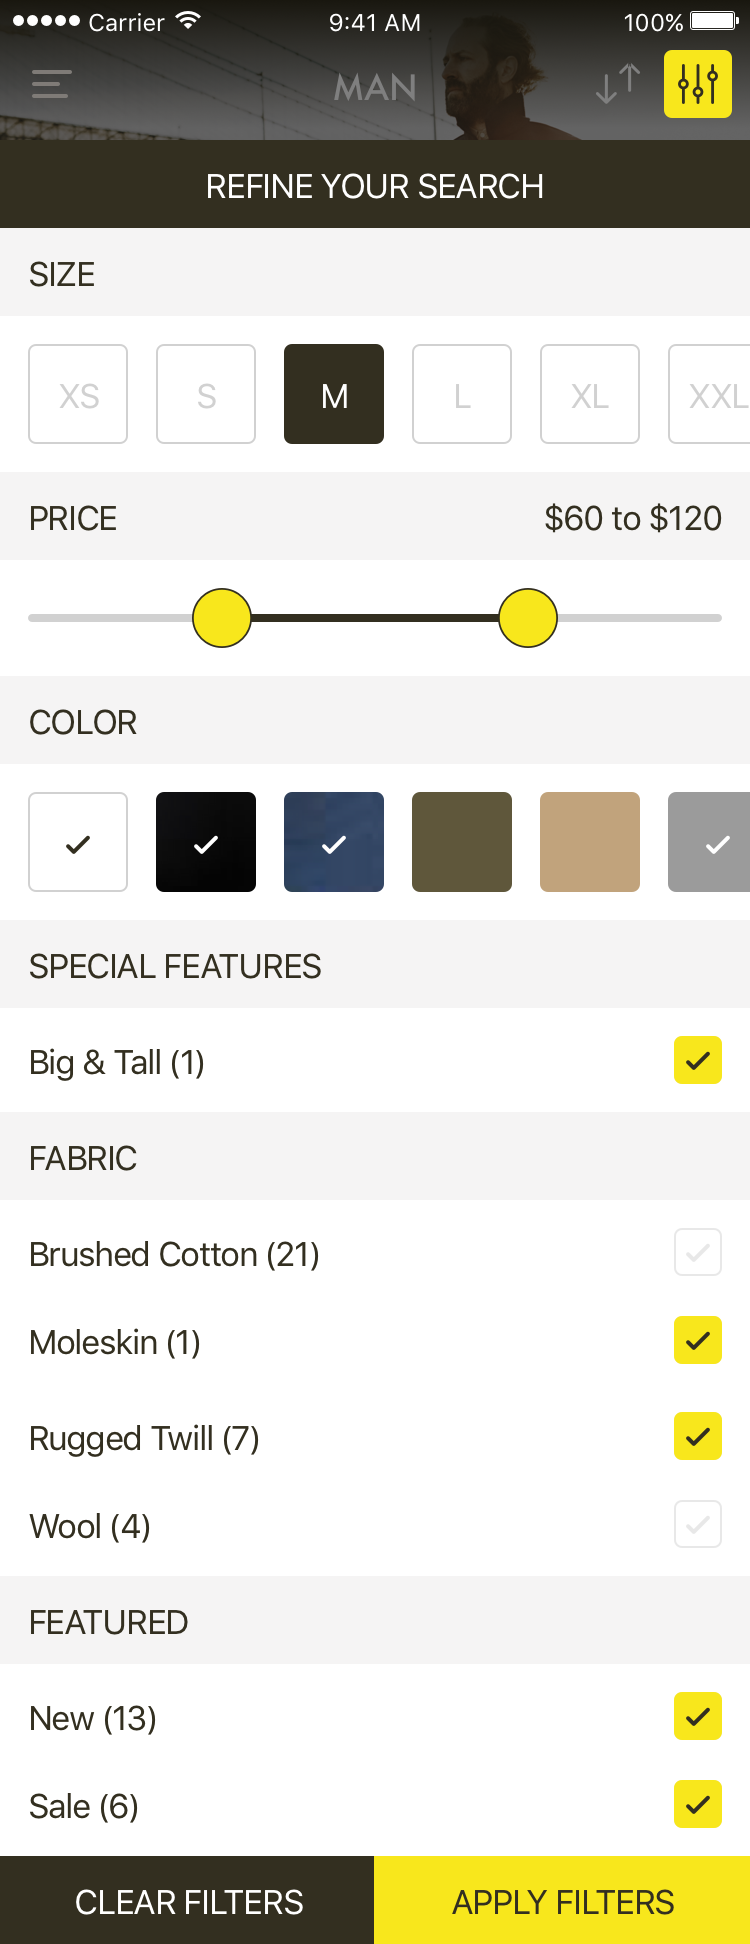 Carrier 9:41 AM 100%
MAN
REFINE YOUR SEARCH
SIZE
XS S M L XL XXL
PRICE $60 to $120
COLOR
SPECIAL FEATURES
Big & Tall (1)
FABRIC
Brushed Cotton (21)
Moleskin (1)
Rugged Twill (7)
Wool (4)
FEATURED
New (13)
Sale (6)
CLEAR FILTERS APPLY FILTERS